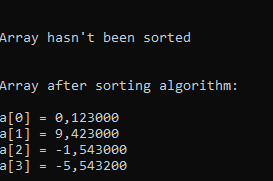 Array hasn't been sorted
Array after sorting algorithm:
a[0] = 0,123000
a[1] = 9,423000
a[2] = -1,543000
a[3] = -5,543200